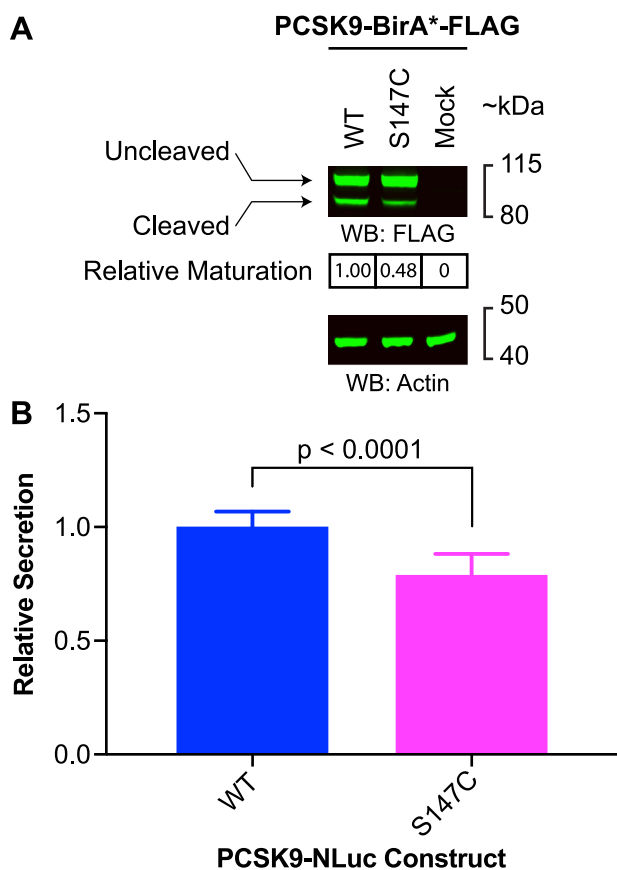 A
PCSK9-BirA*-FLAG
WT
S147C
Mock
~kDa
Uncleaved
Cleaved
115
80
WB: FLAG
Relative Maturation
1.00 0.48 0
50
40
WB: Actin
B
1.5
1.0
0.5
0.0
Relative Secretion
p < 0.0001
WT
S147C
PCSK9-NLuc Construct